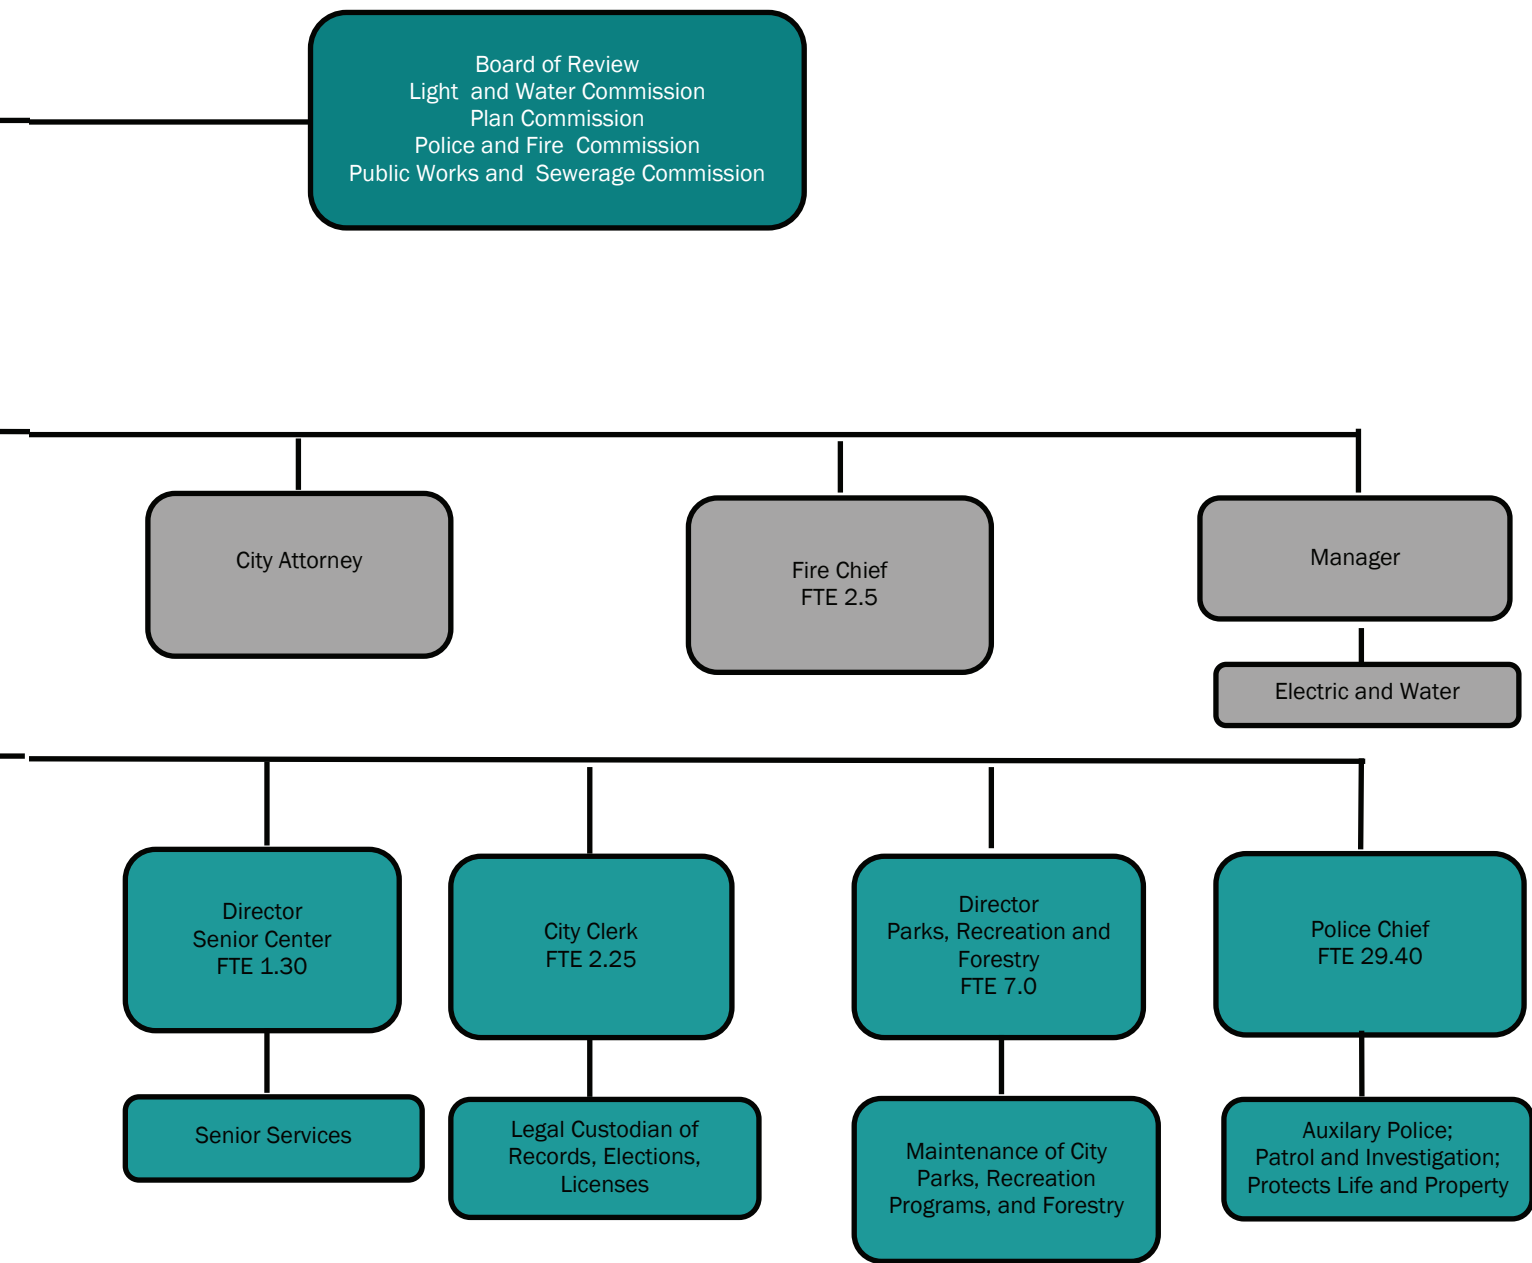 Board of Review
Light and Water Commission
Plan Commission
Police and Fire Commission
Public Works and Sewerage Commission
City Attorney
Fire Chief
FTE 2.5
Manager
Electric and Water
Director
Senior Center
FTE 1.30
City Clerk
FTE 2.25
Director
Parks, Recreation and
Forestry
FTE 7.0
Police Chief
FTE 29.40
Senior Services
Legal Custodian of
Records, Elections,
Licenses
Maintenance of City
Parks, Recreation
Programs, and Forestry
Auxilary Police;
Patrol and Investigation;
Protects Life and Property